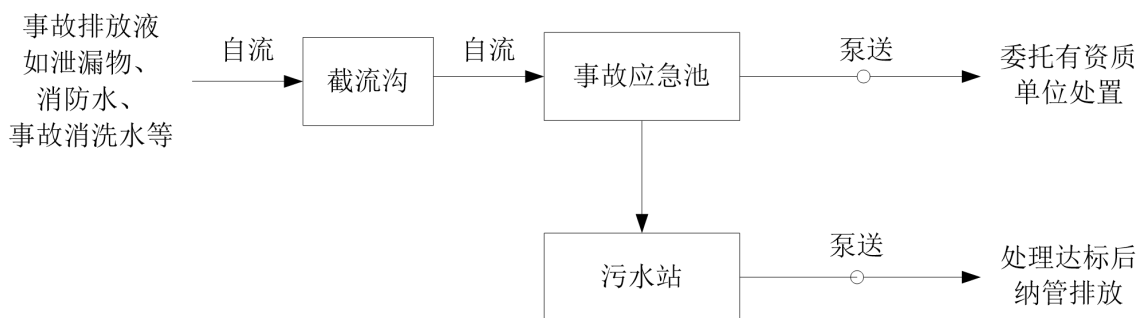 事故排放液
如泄漏物、
消防水、
事故消洗水等
自流
截流沟
自流
事故应急池
泵送
委托有资质
单位处置
污水站
泵送
处理达标后
纳管排放